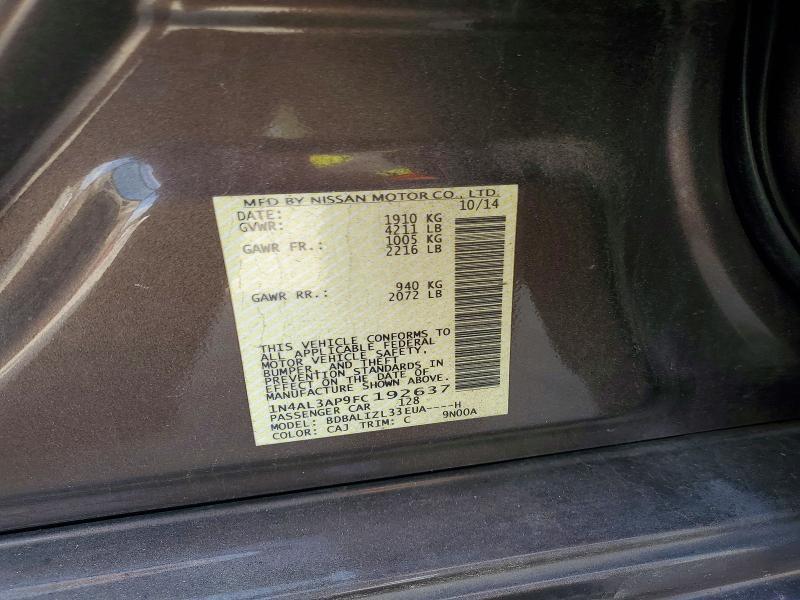 MFD BY NISSAN MOTOR CO., LTD.
DATE: 10/14
GVWR: 1910 KG
4211 LB
GAWR FR.: 1005 KG
2216 LB
GAWR RR.: 940 KG
2072 LB
THIS VEHICLE CONFORMS TO
ALL APPLICABLE FEDERAL
MOTOR VEHICLE SAFETY,
BUMPER, AND THEFT
PREVENTION STANDARDS IN
EFFECT ON THE DATE OF
MANUFACTURE SHOWN ABOVE.
1N4AL3AP9FC192637
PASSENGER CAR 128
MODEL: BDBALIZL33EUA----H
COLOR: CAJ TRIM: C 9N00A